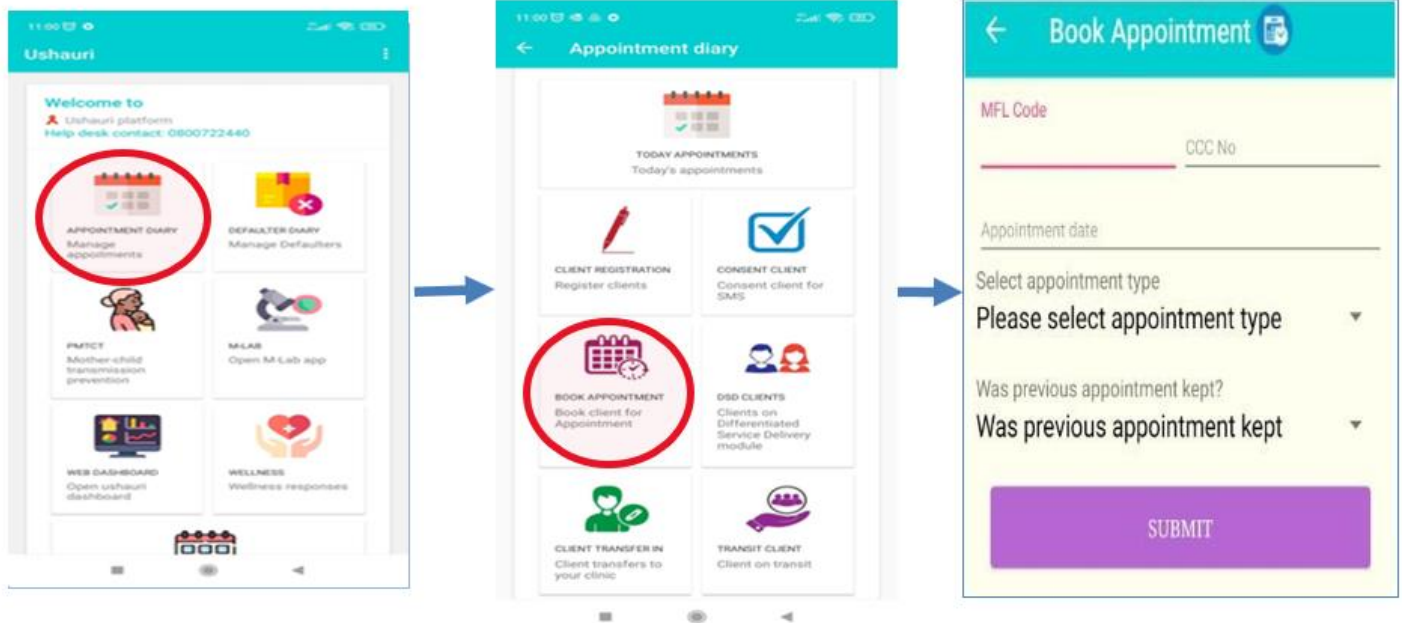 11:00
Ushauri
Welcome to
Ushauri platform
Help desk contact: 0800722440
APPOINTMENT DIARY
Manage
appoitments
DEFAULTER DIARY
Manage Defaulters
PMTCT
Mother-child
transmission
prevention
M-LAB
Open M-Lab app
WEB DASHBOARD
Open ushauri
dashboard
WELLNESS
Wellness responses
11:00
Appointment diary
TODAY APPOINTMENTS
Today's appointments
CLIENT REGISTRATION
Register clients
CONSENT CLIENT
Consent client for
SMS
BOOK APPOINTMENT
Book client for
Appointment
DSD CLIENTS
Clients on
Differentiated
Service Delivery
module
CLIENT TRANSFER IN
Client transfers to
your clinic
TRANSIT CLIENT
Client on transit
Book Appointment
MFL Code
CCC No
Appointment date
Select appointment type
Please select appointment type
Was previous appointment kept?
Was previous appointment kept
SUBMIT